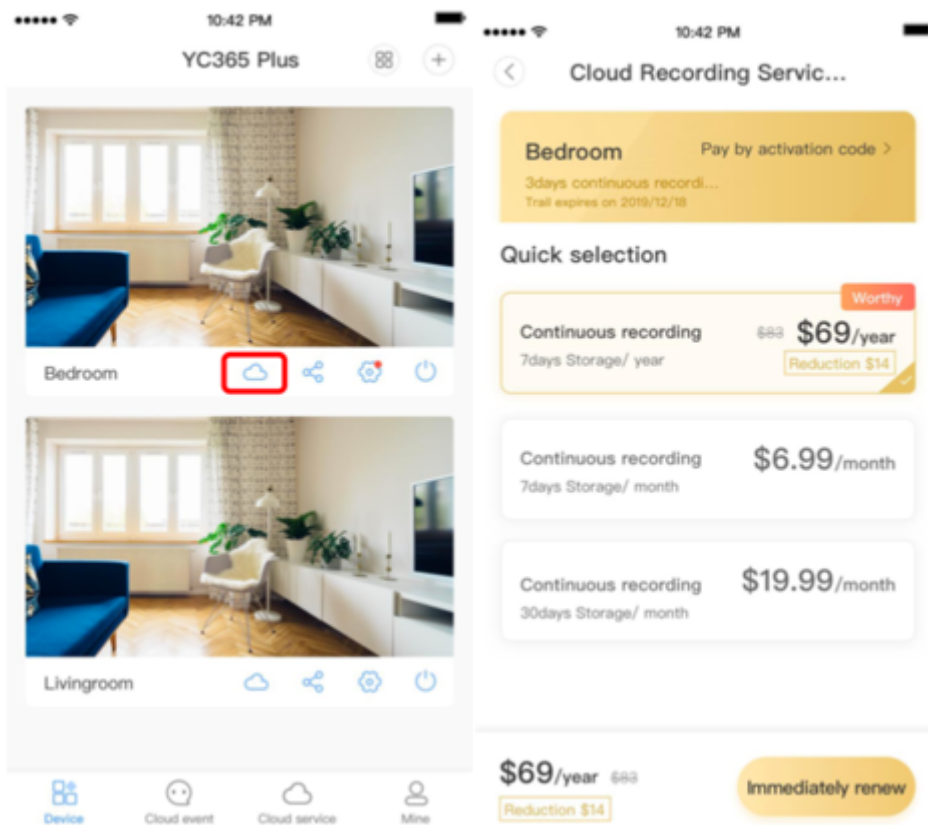 10:42 PM
YC365 Plus
Bedroom
Livingroom
Device
Cloud event
Cloud service
Mine
10:42 PM
Cloud Recording Servic...
Bedroom
Pay by activation code >
3days continuous recordi...
Trail expires on 2019/12/18
Quick selection
Worthy
Continuous recording
$83 $69/year
7days Storage/ year
Reduction $14
Continuous recording
$6.99/month
7days Storage/ month
Continuous recording
$19.99/month
30days Storage/ month
$69/year $83
Immediately renew
Reduction $14